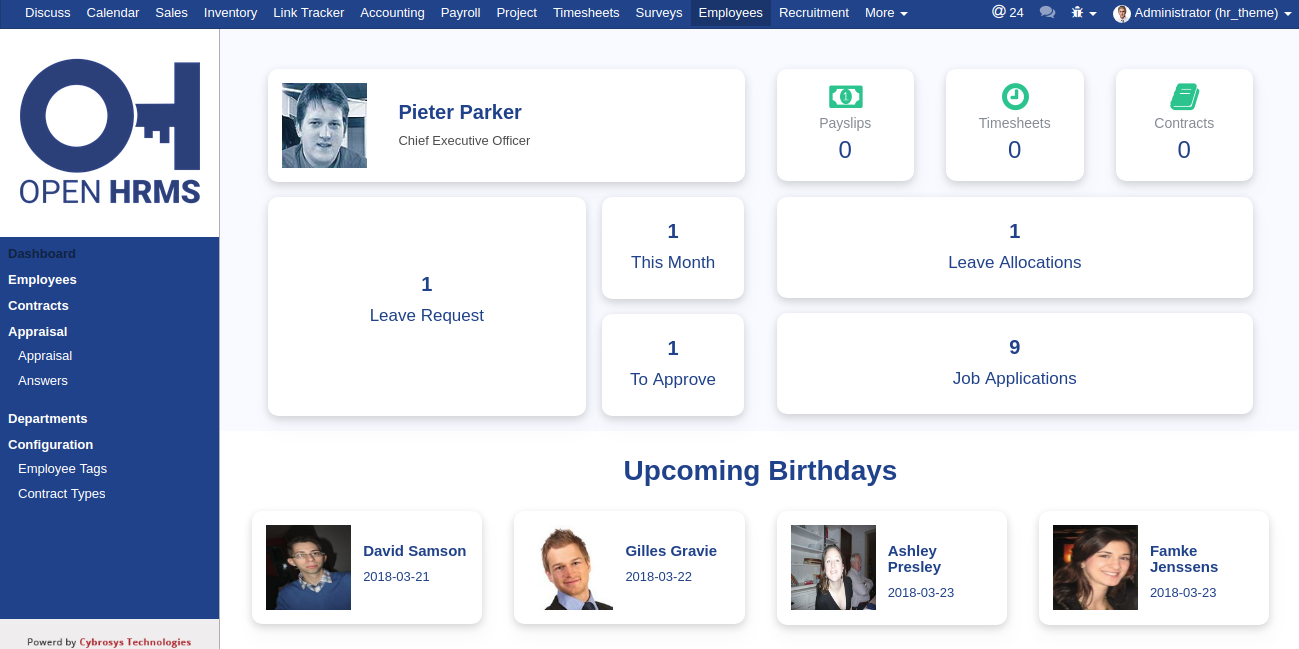 Discuss Calendar Sales Inventory Link Tracker Accounting Payroll Project Timesheets Surveys Employees Recruitment More @ 24 Administrator (hr_theme)
OPEN HRMS
Dashboard
Employees
Contracts
Appraisal
Appraisal
Answers
Departments
Configuration
Employee Tags
Contract Types
Powerd by Cybrosys Technologies
Pieter Parker
Chief Executive Officer
1
Payslips
0
Timesheets
0
Contracts
0
1
Leave Request
1
This Month
1
To Approve
1
Leave Allocations
9
Job Applications
Upcoming Birthdays
David Samson
2018-03-21
Gilles Gravie
2018-03-22
Ashley
Presley
2018-03-23
Famke
Jenssens
2018-03-23